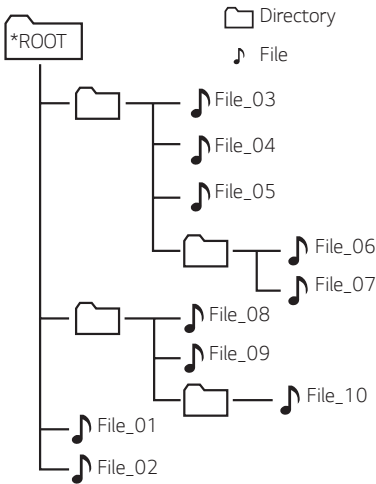 Directory
*ROOT
File
File_03
File_04
File_05
File_06
File_07
File_08
File_09
File_10
File_01
File_02